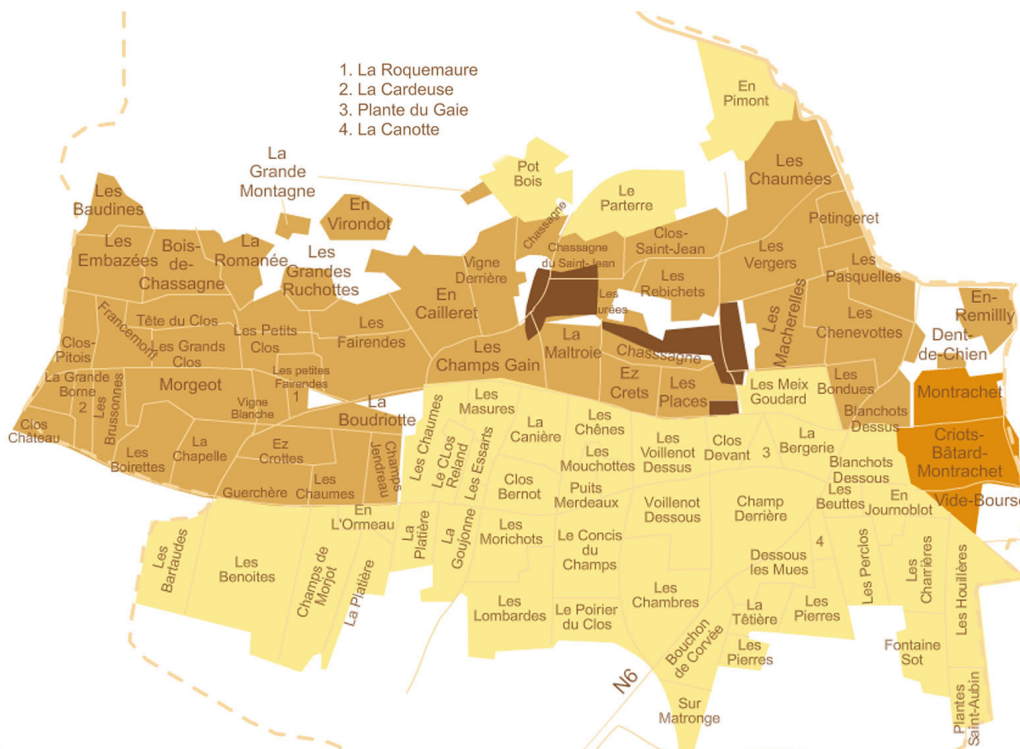 1. La Roquemaure
2. La Cardeuse
3. Plante du Gaie
4. La Canotte
En
Pimont
La
Grande
Montagne
Pot
Bois
Le
Parterre
Les
Chaumées
Les
Baudines
En
Virondot
Petingeret
Chassagne
Clos-
Saint-Jean
Chassagne
du Saint-Jean
Les
Embazées
Bois-
de-
Chassagne
La
Romanée
Les
Grandes
Ruchottes
Vigne
Derrière
Les
Vergers
Les
Pasquelles
En
Cailleret
Les
Rebichets
Les
urées
En-
Remillly
Les
Macherelles
Les
Chenevottes
Dent-
de-Chien
Francemont
Tête du Clos
Les Petits
Clos
Les
Fairendes
Clos-
Pitois
Les Grands
Clos
Les
Champs Gain
La
Maltroie
Chasssagne
La Grande
Borne
2
Les
Brussonnes
Morgeot
Les petites
Fairandes
1
Vigne
Blanche
La
Boudriotte
Ez
Crets
Les
Places
Les Meix
Goudard
Les
Bondues
Montrachet
Blanchots
Dessus
Clos
Château
Les
Boirettes
La
Chapelle
Ez
Crottes
Champs
Jendreau
Guerchère
Les
Chaumes
Les Chaumes
Les
Masures
Le CLos
Reland
Les Essarts
La
Canière
Les
Chênes
Les
Mouchottes
Les
Voillenot
Dessus
Clos
Devant
3
La
Bergerie
Blanchots
Dessous
Criots-
Bâtard-
Montrachet
Vide-Bourse
En
L'Ormeau
La
Platière
La
Goujonne
Clos
Bernot
Puits
Merdeaux
Voillenot
Dessous
Champ
Derrière
Les
Beuttes
En
Journoblot
Les
Bartaudes
Les
Benoites
Champs de
Morjot
La Platière
Les
Morichots
Le Concis
du
Champs
Dessous
les Mues
4
Les Perclos
Les
Charrières
Les Houillères
Les
Lombardes
Le Poirier
du Clos
Les
Chambres
La
Têtière
Les
Pierres
Bouchon
de Corvée
Les
Pierres
Fontaine
Sot
N6
Sur
Matronge
Plantes
Saint-Aubin